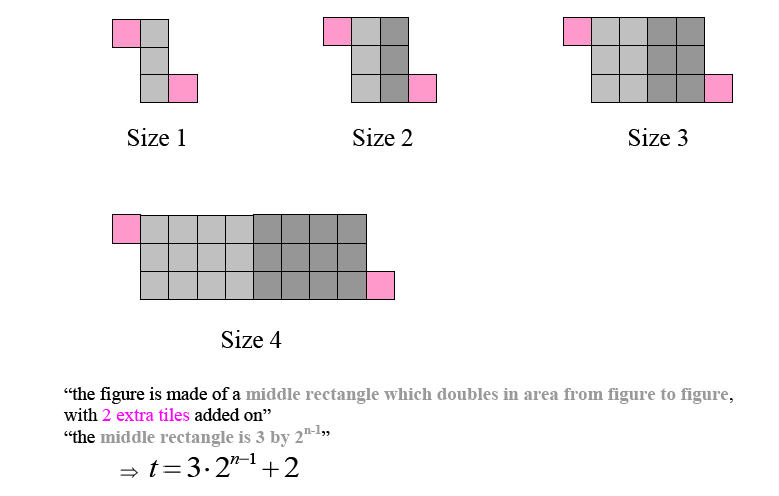 Size 1
Size 2
Size 3
Size 4
“the figure is made of a middle rectangle which doubles in area from figure to figure,
with 2 extra tiles added on”
“the middle rectangle is 3 by 2ⁿ⁻¹”
⇒ t = 3 · 2ⁿ⁻¹ + 2